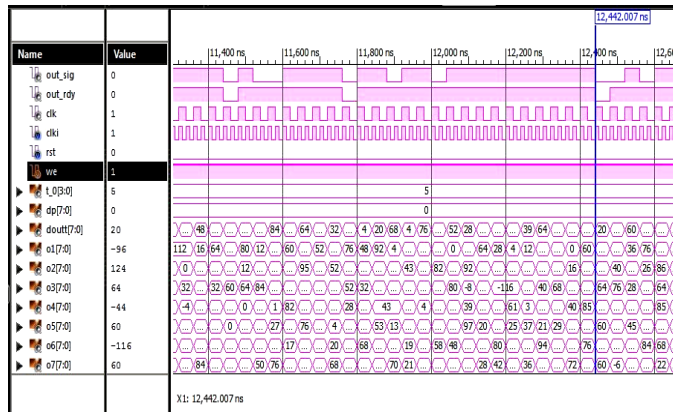 12,442.007 ns
Name Value 11,400 ns 11,600 ns 11,800 ns 12,000 ns 12,200 ns
out_sig 0
out_rdy 0
clk 1
clki 1
rst 0
we 1
t_0[3:0] 5 5
dp[7:0] 0 0
doutt[7:0] 20 ... 48 ... ... ... ... 84 ... 64 ... 32 ... 4 20 68 4 76 ... 52 28 ... ... 39 64 ... ... 20 ... 60 ... ...
o1[7:0] -96 112 16 64 ... 80 12 ... 60 ... 52 ... 76 48 92 4 ... ... ... 0 ... 64 28 4 12 ... ... 0 60 ... ... 36 76
o2[7:0] 124 0 ... ... ... 12 ... ... ... 95 ... 52 ... ... ... ... 43 ... 82 ... 92 ... ... ... ... ... ... ... 16 ... ... 40 ... 26 86
o3[7:0] 64 32 ... 32 60 64 84 ... ... ... ... ... 52 32 ... ... ... ... ... 80 -8 ... -116 ... 40 68 ... ... 64 76 28 ... 64
o4[7:0] -44 -4 ... ... ... 0 ... 1 82 ... ... ... 28 ... 43 ... 4 ... ... 39 ... ... 61 3 ... ... 40 85 ... ... ... ... 85
o5[7:0] 60 ... ... ... 0 ... ... 27 ... 76 ... 4 ... ... 53 13 ... ... ... ... 97 20 ... 25 37 21 29 ... ... 60 ... 45 ... ...
o6[7:0] -116 ... ... ... ... ... ... ... 17 ... ... 20 ... 68 ... ... 19 ... 58 48 ... ... 80 ... ... 94 ... ... 76 ... ... ... 84 68
o7[7:0] 60 ... 84 ... ... ... 50 76 ... ... ... 68 ... ... ... 70 21 ... ... ... ... 28 42 ... 36 ... ... 72 ... 60 -6 ... ... 22
X1: 12,442.007 ns